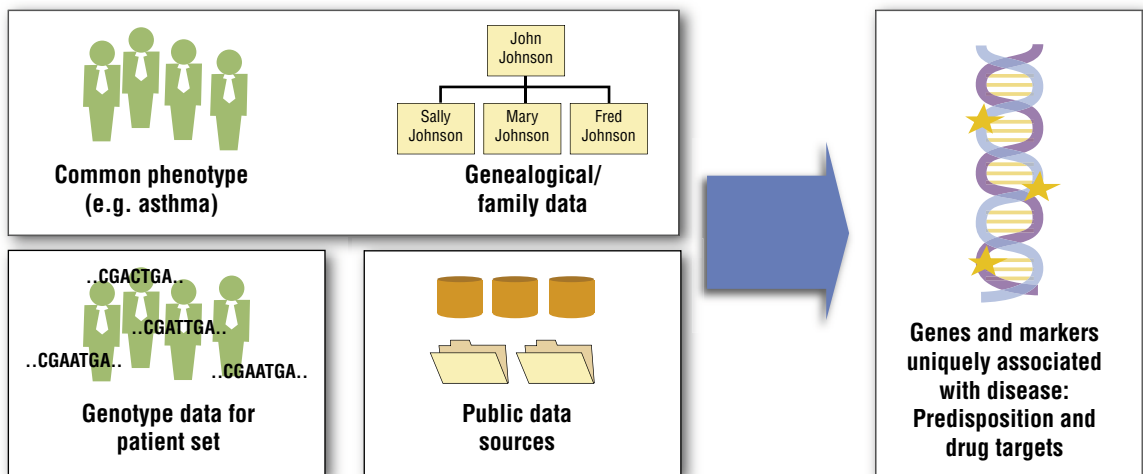 John
Johnson
Sally
Johnson
Mary
Johnson
Fred
Johnson
Common phenotype
(e.g. asthma)
Genealogical/
family data
..CGACTGA..
..CGATTGA..
..CGAATGA..
..CGAATGA..
Genotype data for
patient set
Public data
sources
Genes and markers
uniquely associated
with disease:
Predisposition and
drug targets